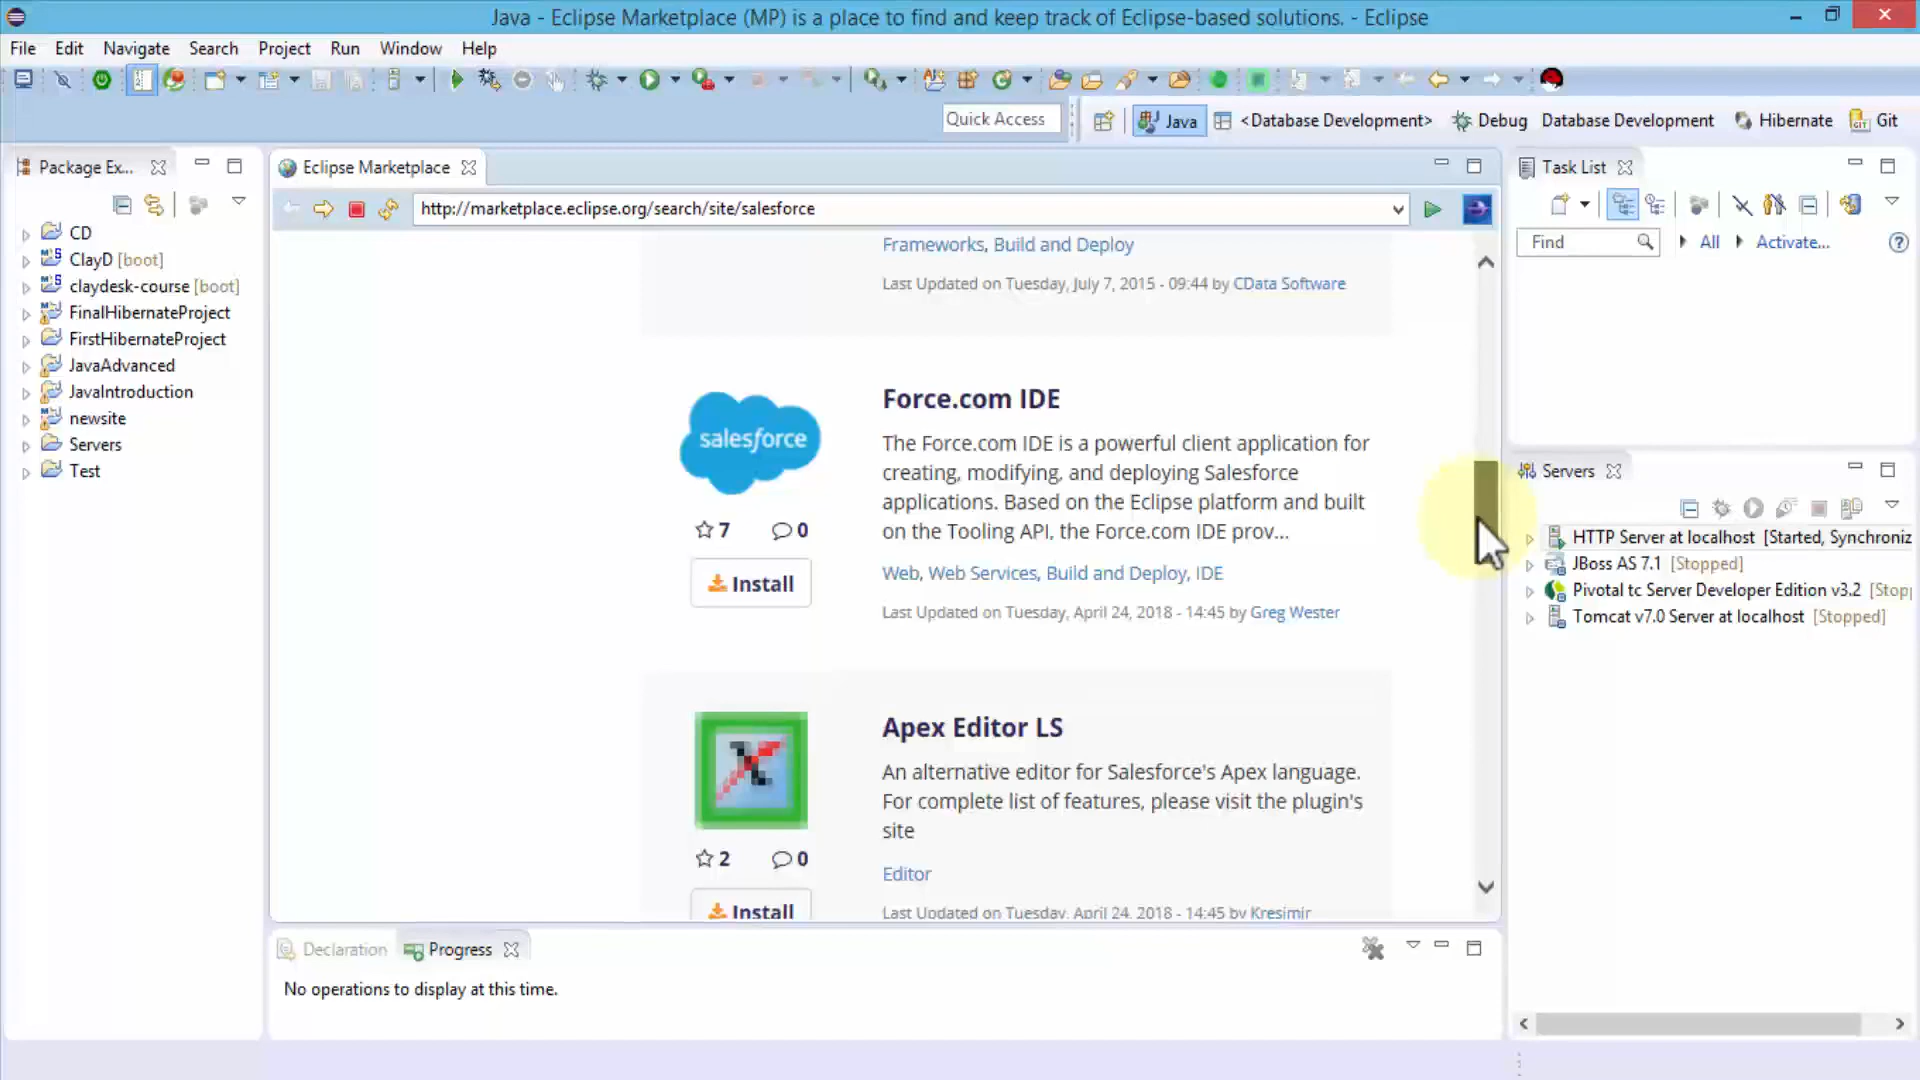 Java - Eclipse Marketplace (MP) is a place to find and keep track of Eclipse-based solutions. - Eclipse
File Edit Navigate Search Project Run Window Help
Quick Access Java <Database Development> Debug Database Development Hibernate Git
Package Ex...
CD
ClayD [boot]
claydesk-course [boot]
FinalHibernateProject
FirstHibernateProject
JavaAdvanced
JavaIntroduction
newsite
Servers
Test
Eclipse Marketplace
http://marketplace.eclipse.org/search/site/salesforce
Frameworks, Build and Deploy
Last Updated on Tuesday, July 7, 2015 - 09:44 by CData Software
salesforce
7 0
Install
Force.com IDE
The Force.com IDE is a powerful client application for
creating, modifying, and deploying Salesforce
applications. Based on the Eclipse platform and built
on the Tooling API, the Force.com IDE prov...
Web, Web Services, Build and Deploy, IDE
Last Updated on Tuesday, April 24, 2018 - 14:45 by Greg Wester
2 0
Install
Apex Editor LS
An alternative editor for Salesforce's Apex language.
For complete list of features, please visit the plugin's
site
Editor
Last Updated on Tuesday, April 24, 2018 - 14:45 by Kresimir
Declaration Progress
No operations to display at this time.
Task List
Find All Activate...
Servers
HTTP Server at localhost [Started, Synchroniz
JBoss AS 7.1 [Stopped]
Pivotal tc Server Developer Edition v3.2 [Stop
Tomcat v7.0 Server at localhost [Stopped]